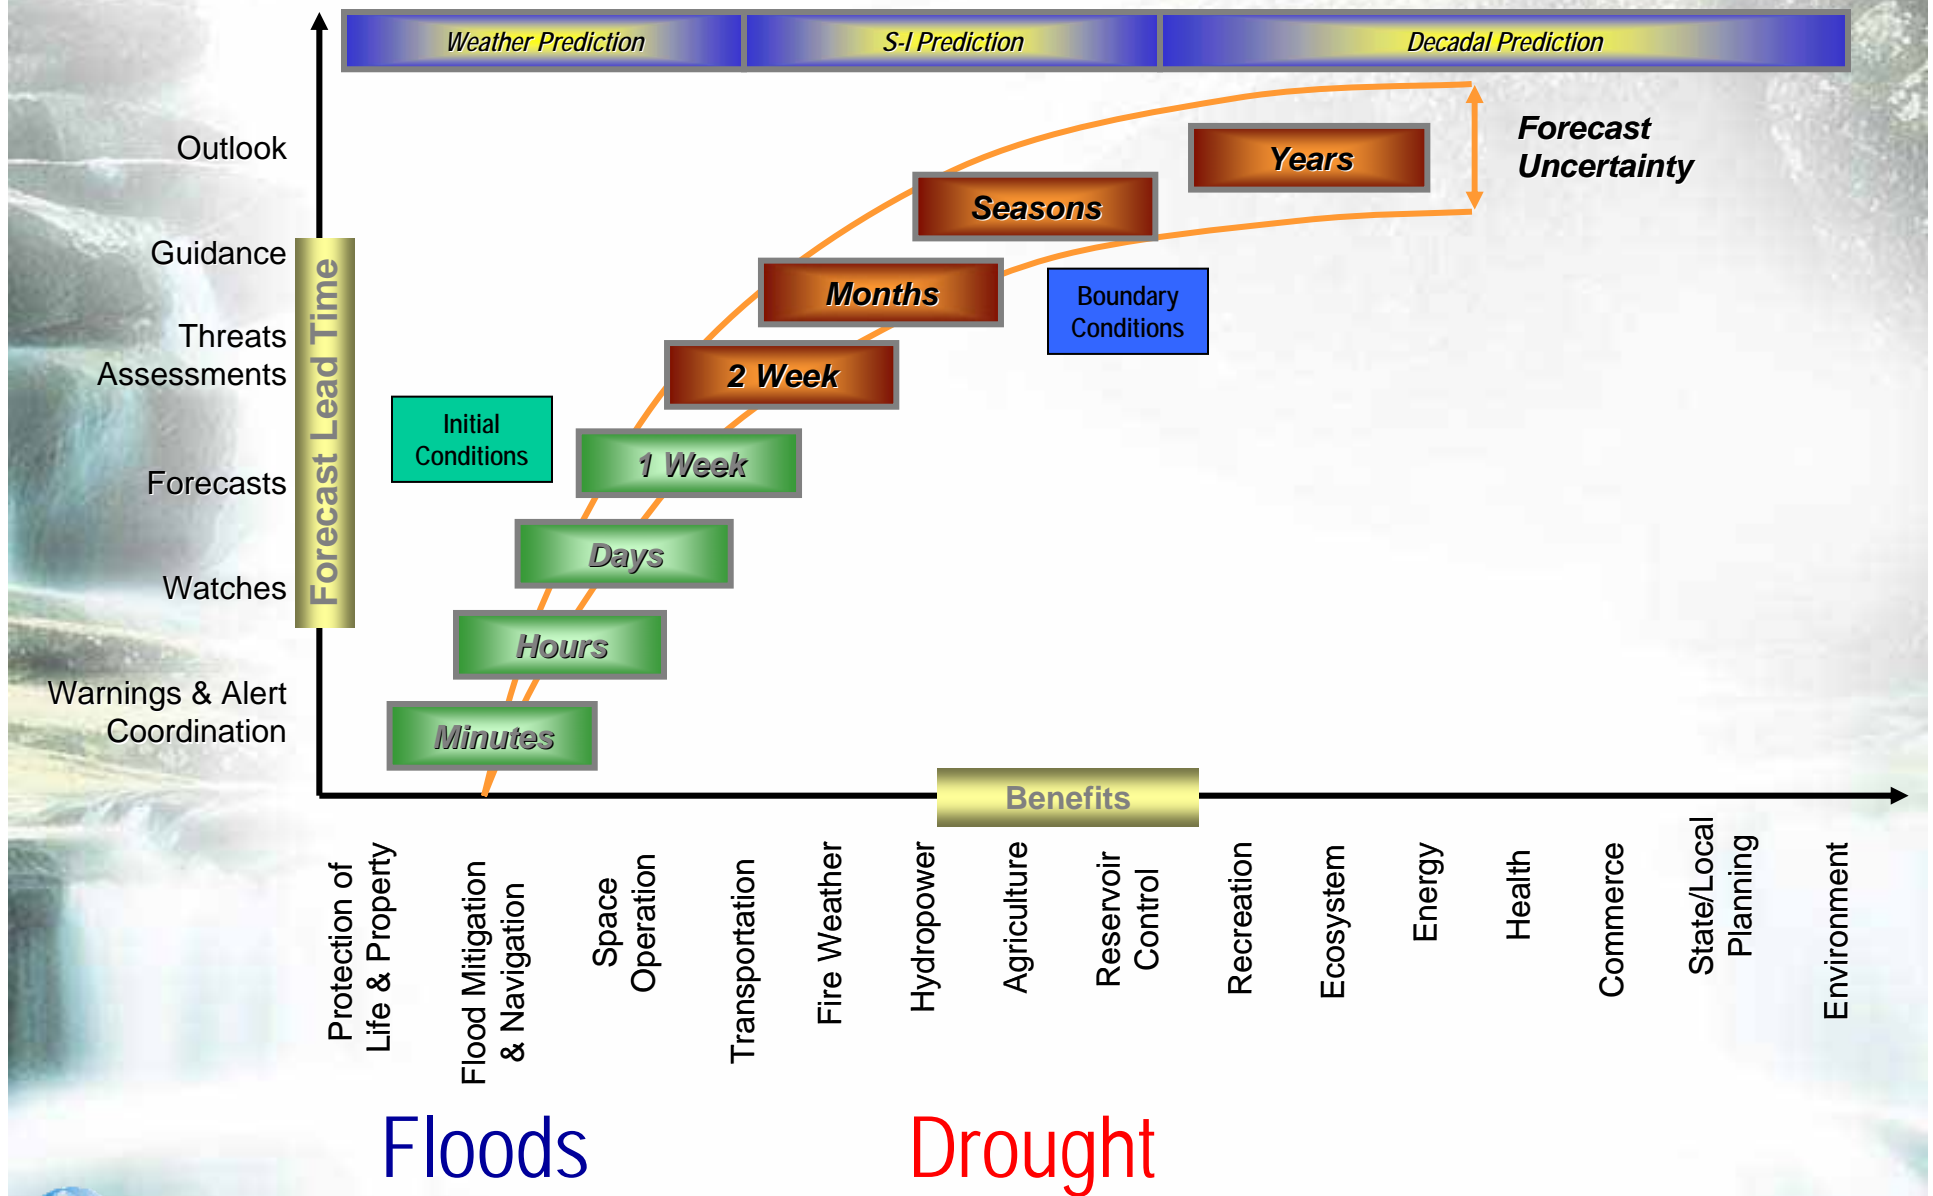 Weather Prediction
S-I Prediction
Decadal Prediction
Outlook
Guidance
Threats
Assessments
Forecasts
Watches
Warnings & Alert
Coordination
Forecast Lead Time
Years
Seasons
Months
2 Week
1 Week
Days
Hours
Minutes
Forecast
Uncertainty
Initial
Conditions
Boundary
Conditions
Benefits
Protection of
Life & Property
Flood Mitigation
& Navigation
Space
Operation
Transportation
Fire Weather
Hydropower
Agriculture
Reservoir
Control
Recreation
Ecosystem
Energy
Health
Commerce
State/Local
Planning
Environment
Floods
Drought